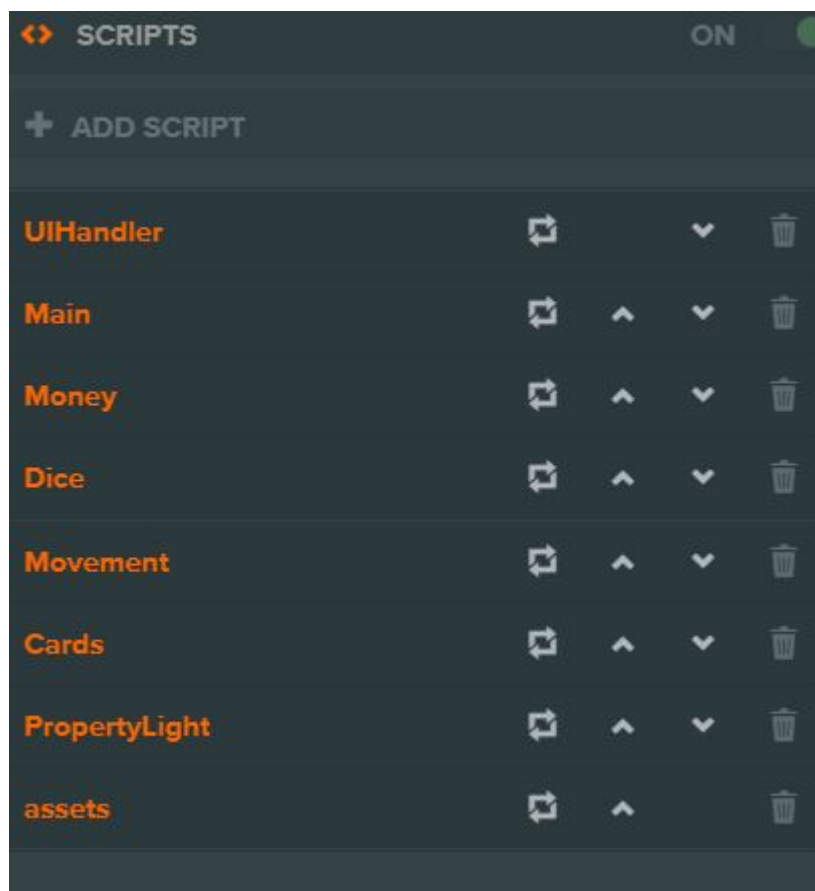 SCRIPTS ON
ADD SCRIPT
UIHandler
Main
Money
Dice
Movement
Cards
PropertyLight
assets